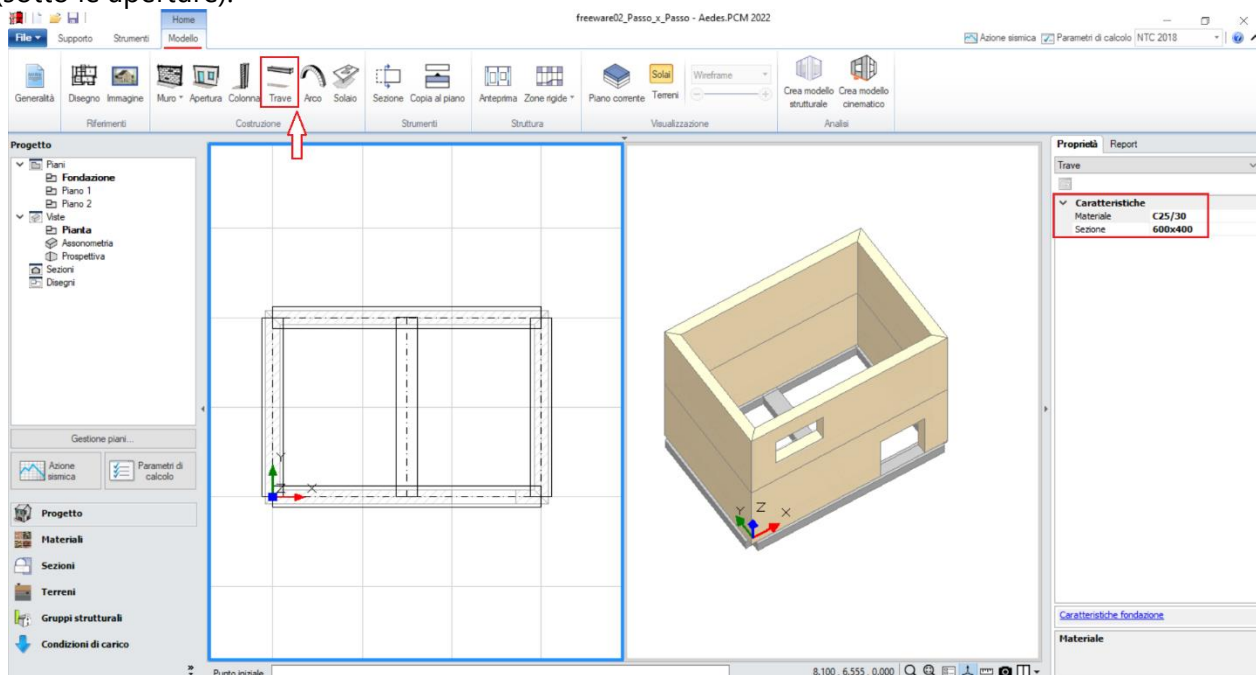 (sotto le aperture).
Home
freeware02_Passo_x_Passo - Aedes.PCM 2022
File Supporto Strumenti Modello
Azione sismica Parametri di calcolo NTC 2018
Generalità Disegno Immagine Muro Apertura Colonna Trave Arco Solaio Sezione Copia al piano Anteprima Zone rigide Piano corrente Solai Terreni Wireframe Crea modello strutturale Crea modello cinematico
Riferimenti Costruzione Strumenti Struttura Visualizzazione Analisi
Progetto
Piani
Fondazione
Piano 1
Piano 2
Viste
Pianta
Assonometria
Prospettiva
Sezioni
Disegni
Gestione piani...
Azione sismica
Parametri di calcolo
Progetto
Materiali
Sezioni
Terreni
Gruppi strutturali
Condizioni di carico
Y
Z X
Y Z X
Proprietà Report
Trave
Caratteristiche
Materiale C25/30
Sezione 600x400
Caratteristiche fondazione
Materiale
Punto iniziale
8.100 , 6.555 , 0.000